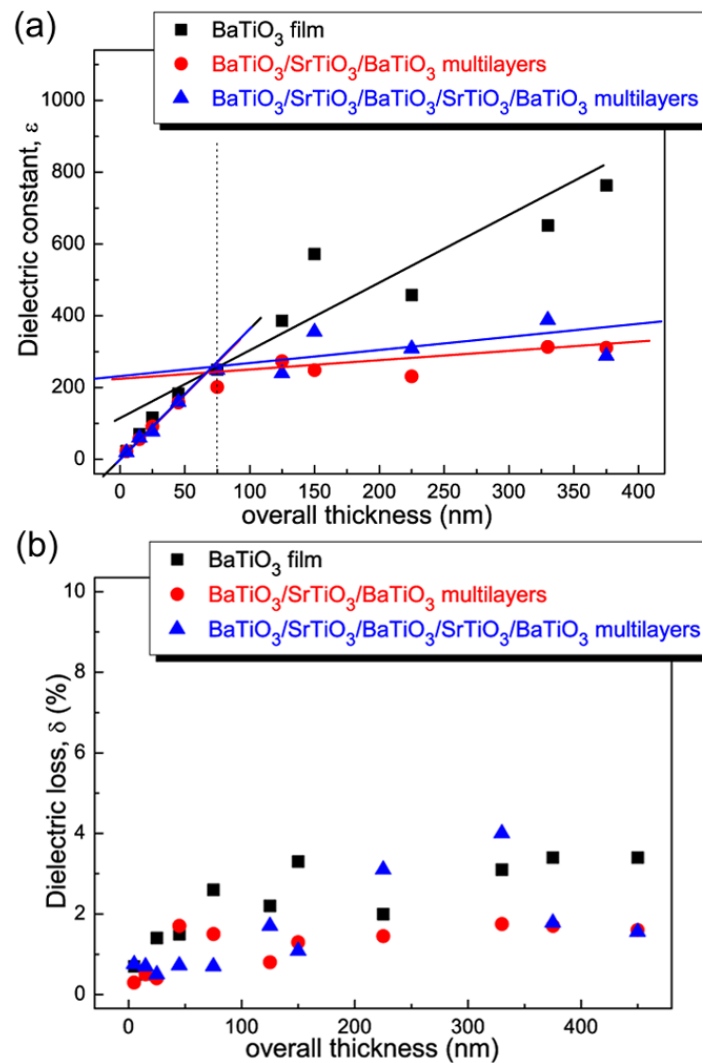 (a)
BaTiO₃ film
BaTiO₃/SrTiO₃/BaTiO₃ multilayers
BaTiO₃/SrTiO₃/BaTiO₃/SrTiO₃/BaTiO₃ multilayers
Dielectric constant, ε
1000
800
600
400
200
0
0 50 100 150 200 250 300 350 400
overall thickness (nm)
(b)
BaTiO₃ film
BaTiO₃/SrTiO₃/BaTiO₃ multilayers
BaTiO₃/SrTiO₃/BaTiO₃/SrTiO₃/BaTiO₃ multilayers
Dielectric loss, δ (%)
10
8
6
4
2
0
0 100 200 300 400
overall thickness (nm)